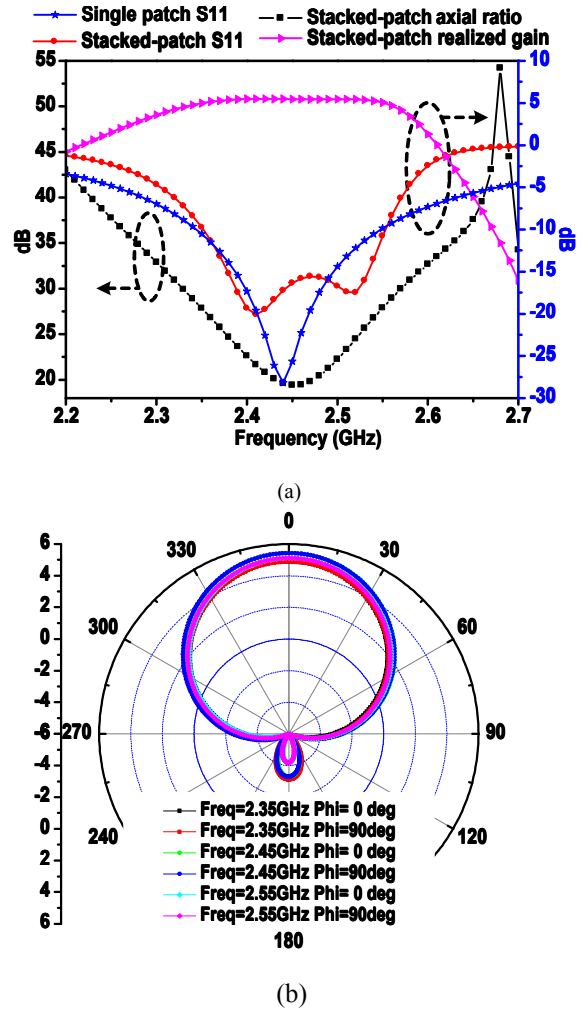 Single patch S11
Stacked-patch axial ratio
Stacked-patch S11
Stacked-patch realized gain
55
50
45
40
35
30
25
20
dB
10
5
0
-5
-10
-15
-20
-25
-30
dB
2.2 2.3 2.4 2.5 2.6 2.7
Frequency (GHz)
(a)
0
330 30
300 60
270 90
240 120
180
6
4
2
0
-2
-4
-6
-4
-2
0
2
4
6
Freq=2.35GHz Phi= 0 deg
Freq=2.35GHz Phi=90deg
Freq=2.45GHz Phi= 0 deg
Freq=2.45GHz Phi=90deg
Freq=2.55GHz Phi= 0 deg
Freq=2.55GHz Phi=90deg
(b)